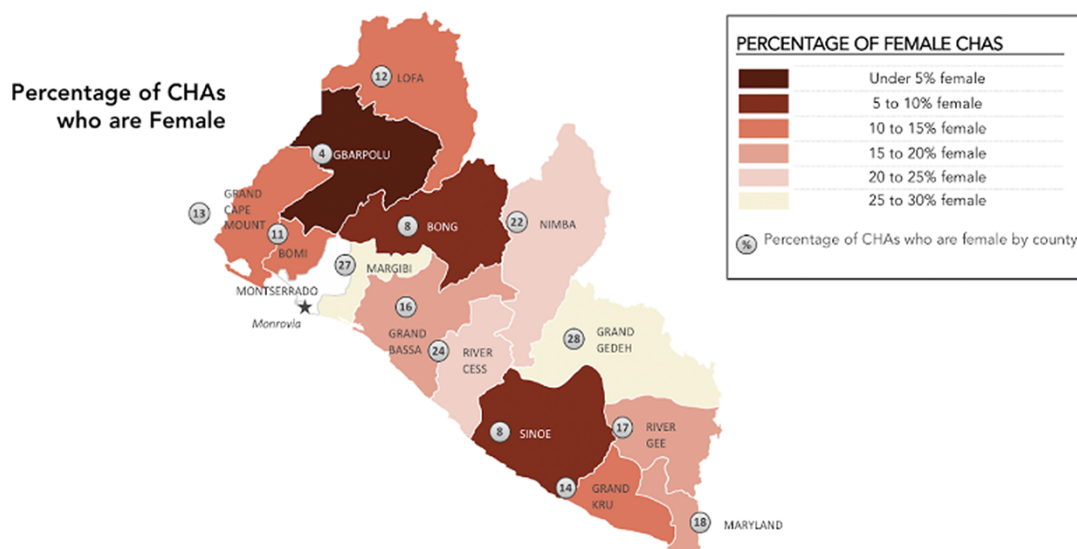 Percentage of CHAs
who are Female
12
LOFA
4
GBARPOLU
13
GRAND
CAPE
MOUNT
11
BOMI
8
BONG
22
NIMBA
27
MARGIBI
MONTSERRADO
Monrovia
16
GRAND
BASSA
24
RIVER
CESS
28
GRAND
GEDEH
8
SINOE
17
RIVER
GEE
14
GRAND
KRU
18
MARYLAND
PERCENTAGE OF FEMALE CHAS
Under 5% female
5 to 10% female
10 to 15% female
15 to 20% female
20 to 25% female
25 to 30% female
% Percentage of CHAs who are female by county